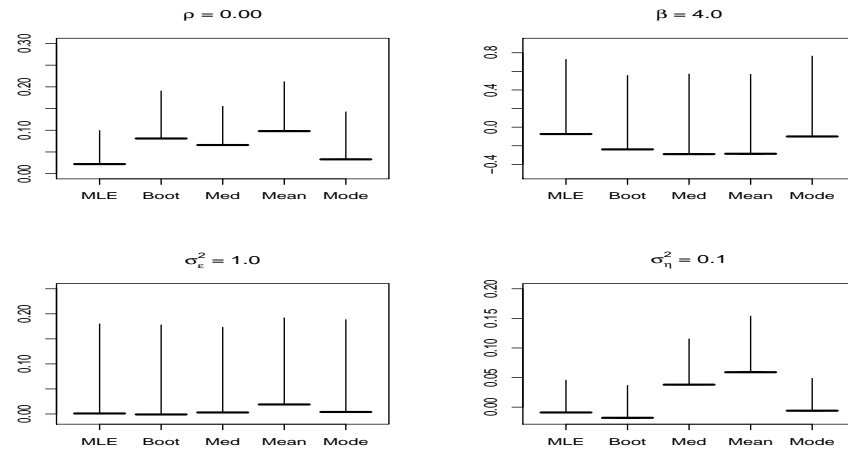 ρ = 0.00
0.30
0.20
0.10
0.00
MLE Boot Med Mean Mode
β = 4.0
0.8
0.4
0.0
−0.4
MLE Boot Med Mean Mode
σ²_ε = 1.0
0.20
0.10
0.00
MLE Boot Med Mean Mode
σ²_η = 0.1
0.20
0.15
0.10
0.05
0.00
MLE Boot Med Mean Mode